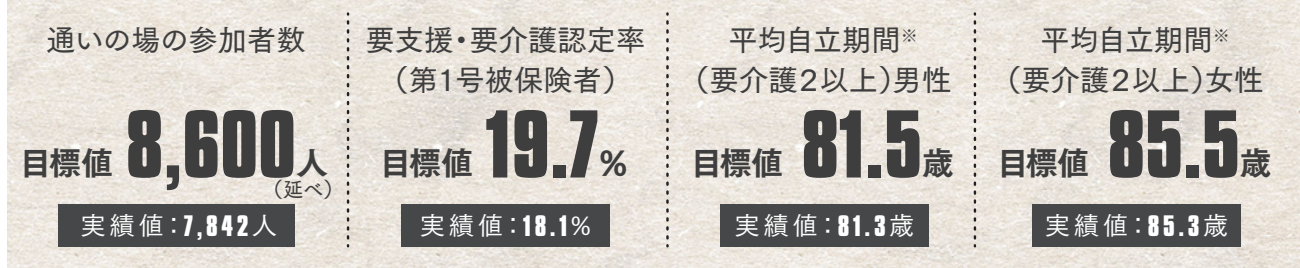 通いの場の参加者数
目標値 8,600人
（延べ）
実績値：7,842人
要支援・要介護認定率
（第1号被保険者）
目標値 19.7%
実績値：18.1%
平均自立期間※
（要介護2以上）男性
目標値 81.5歳
実績値：81.3歳
平均自立期間※
（要介護2以上）女性
目標値 85.5歳
実績値：85.3歳